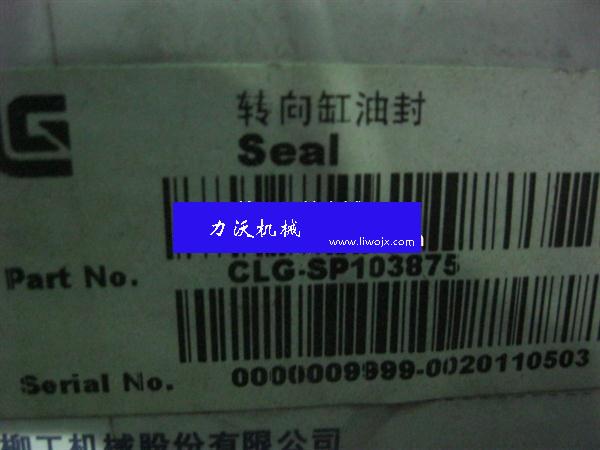 转向缸油封
Seal
力沃机械
www.liwojx.com
Part No. CLG-SP103875
Serial No. 0000009999-0020110503
柳工机械股份有限公司